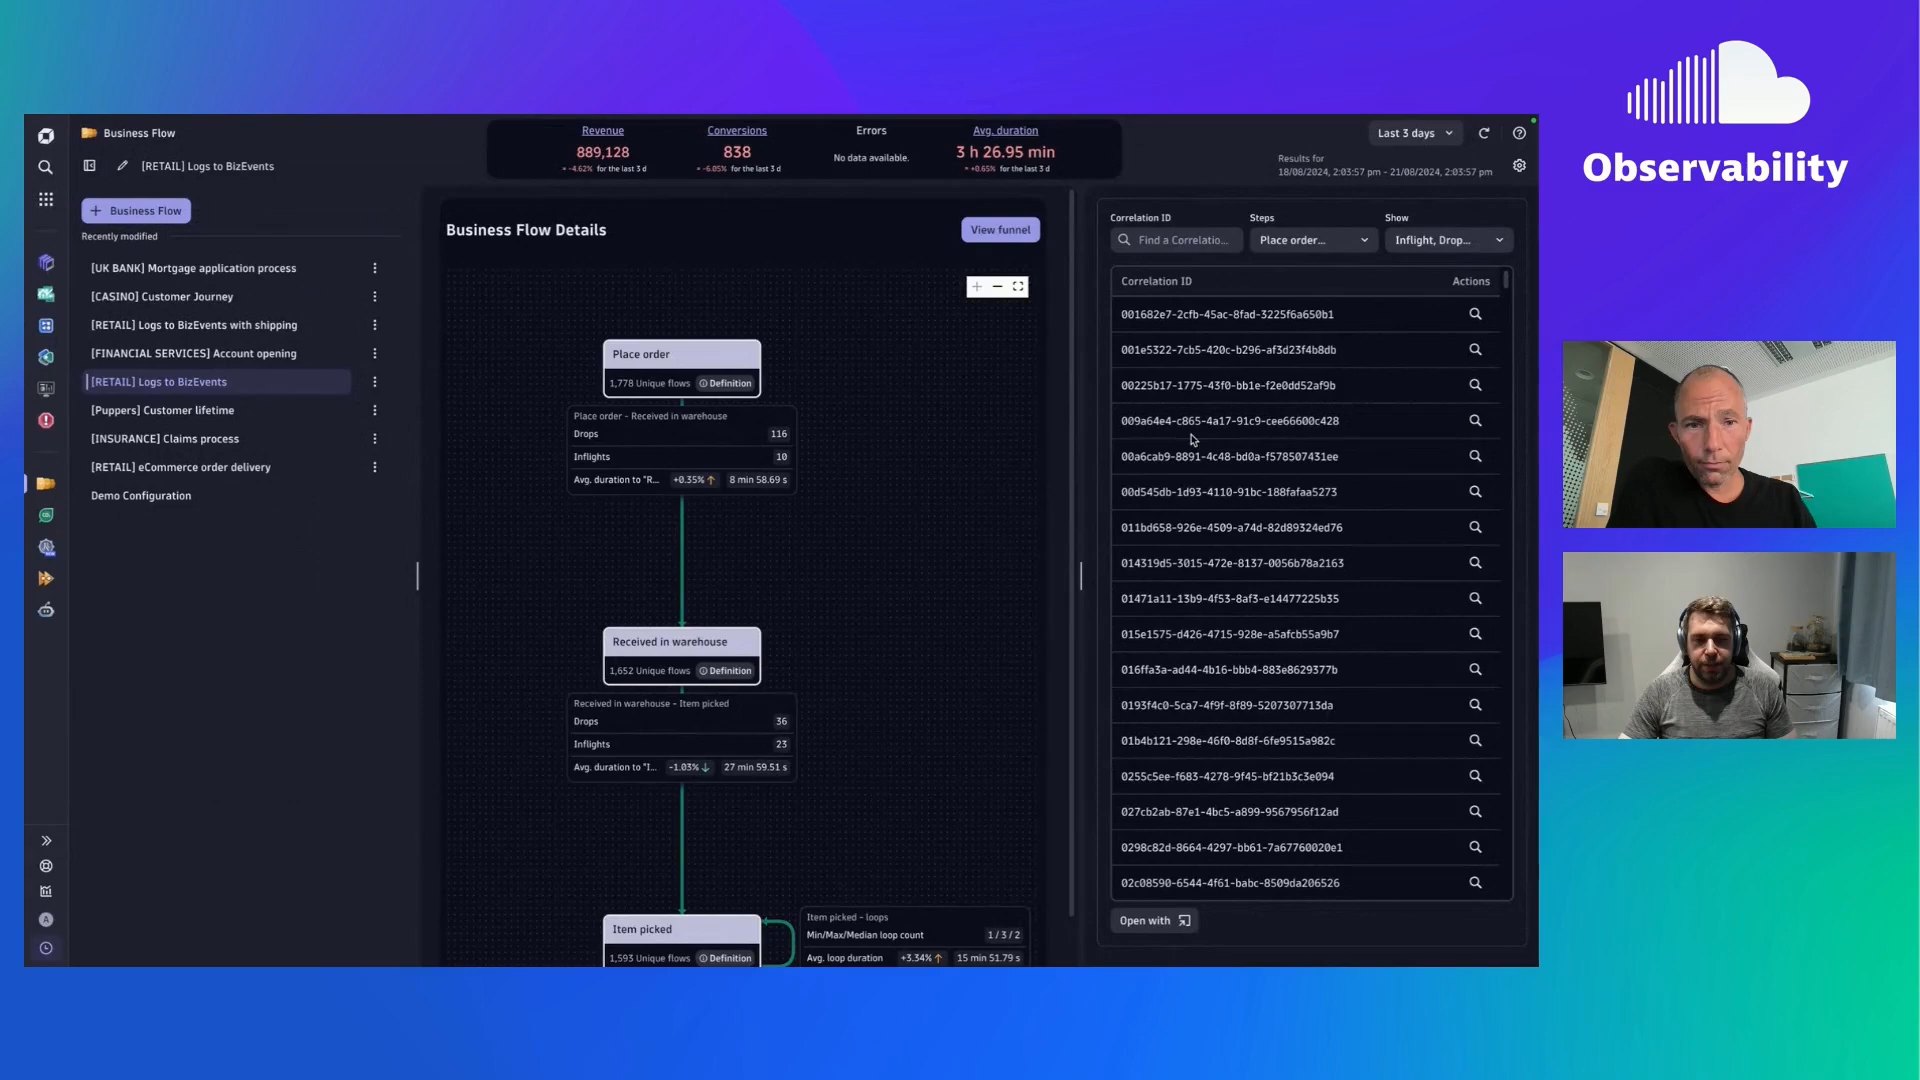 Observability
Business Flow
[RETAIL] Logs to BizEvents
Revenue
889,128
-4.62% for the last 3 d
Conversions
838
-6.05% for the last 3 d
Errors
No data available.
Avg. duration
3 h 26.95 min
+0.65% for the last 3 d
Last 3 days
Results for
18/08/2024, 2:03:57 pm - 21/08/2024, 2:03:57 pm
+ Business Flow
Recently modified
[UK BANK] Mortgage application process
[CASINO] Customer Journey
[RETAIL] Logs to BizEvents with shipping
[FINANCIAL SERVICES] Account opening
[RETAIL] Logs to BizEvents
[Puppers] Customer lifetime
[INSURANCE] Claims process
[RETAIL] eCommerce order delivery
Demo Configuration
A
Business Flow Details
View funnel
Place order
1,778 Unique flows Definition
Place order - Received in warehouse
Drops 116
Inflights 10
Avg. duration to "R... +0.35% 8 min 58.69 s
Received in warehouse
1,652 Unique flows Definition
Received in warehouse - Item picked
Drops 36
Inflights 23
Avg. duration to "I... -1.03% 27 min 59.51 s
Item picked
1,593 Unique flows Definition
Item picked - loops
Min/Max/Median loop count 1 / 3 / 2
Avg. loop duration +3.34% 15 min 51.79 s
Correlation ID
Find a Correlatio...
Steps
Place order...
Show
Inflight, Drop...
Correlation ID Actions
001682e7-2cfb-45ac-8fad-3225f6a650b1
001e5322-7cb5-420c-b296-af3d23f4b8db
00225b17-1775-43f0-bb1e-f2e0dd52af9b
009a64e4-c865-4a17-91c9-cee66600c428
00a6cab9-8891-4c48-bd0a-f578507431ee
00d545db-1d93-4110-91bc-188fafaa5273
011bd658-926e-4509-a74d-82d89324ed76
014319d5-3015-472e-8137-0056b78a2163
01471a11-13b9-4f53-8af3-e14477225b35
015e1575-d426-4715-928e-a5afcb55a9b7
016ffa3a-ad44-4b16-bbb4-883e8629377b
0193f4c0-5ca7-4f9f-8f89-5207307713da
01b4b121-298e-46f0-8d8f-6fe9515a982c
0255c5ee-f683-4278-9f45-bf21b3c3e094
027cb2ab-87e1-4bc5-a899-9567956f12ad
0298c82d-8664-4297-bb61-7a67760020e1
02c08590-6544-4f61-babc-8509da206526
Open with